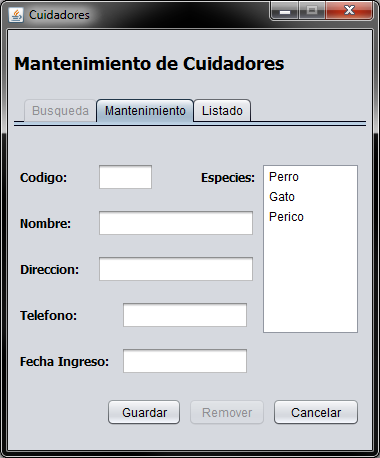 Cuidadores
Mantenimiento de Cuidadores
Busqueda Mantenimiento Listado
Codigo: Especies: Perro
Gato
Perico
Nombre:
Direccion:
Telefono:
Fecha Ingreso:
Guardar Remover Cancelar